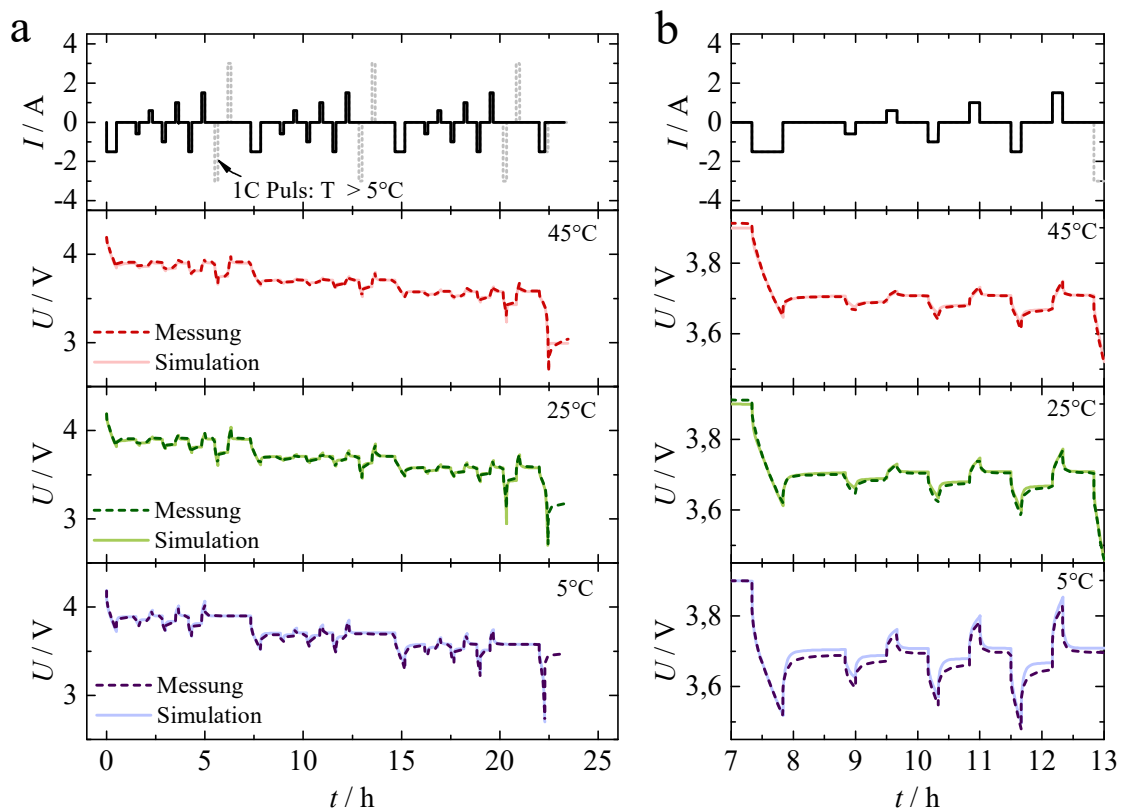 a
b
I / A
4
2
0
-2
-4
1C Puls: T > 5°C
I / A
4
2
0
-2
-4
U / V
4
3
45°C
Messung
Simulation
U / V
3,8
3,6
45°C
U / V
4
3
25°C
Messung
Simulation
U / V
3,8
3,6
25°C
U / V
4
3
5°C
Messung
Simulation
U / V
3,8
3,6
5°C
0 5 10 15 20 25
t / h
7 8 9 10 11 12 13
t / h